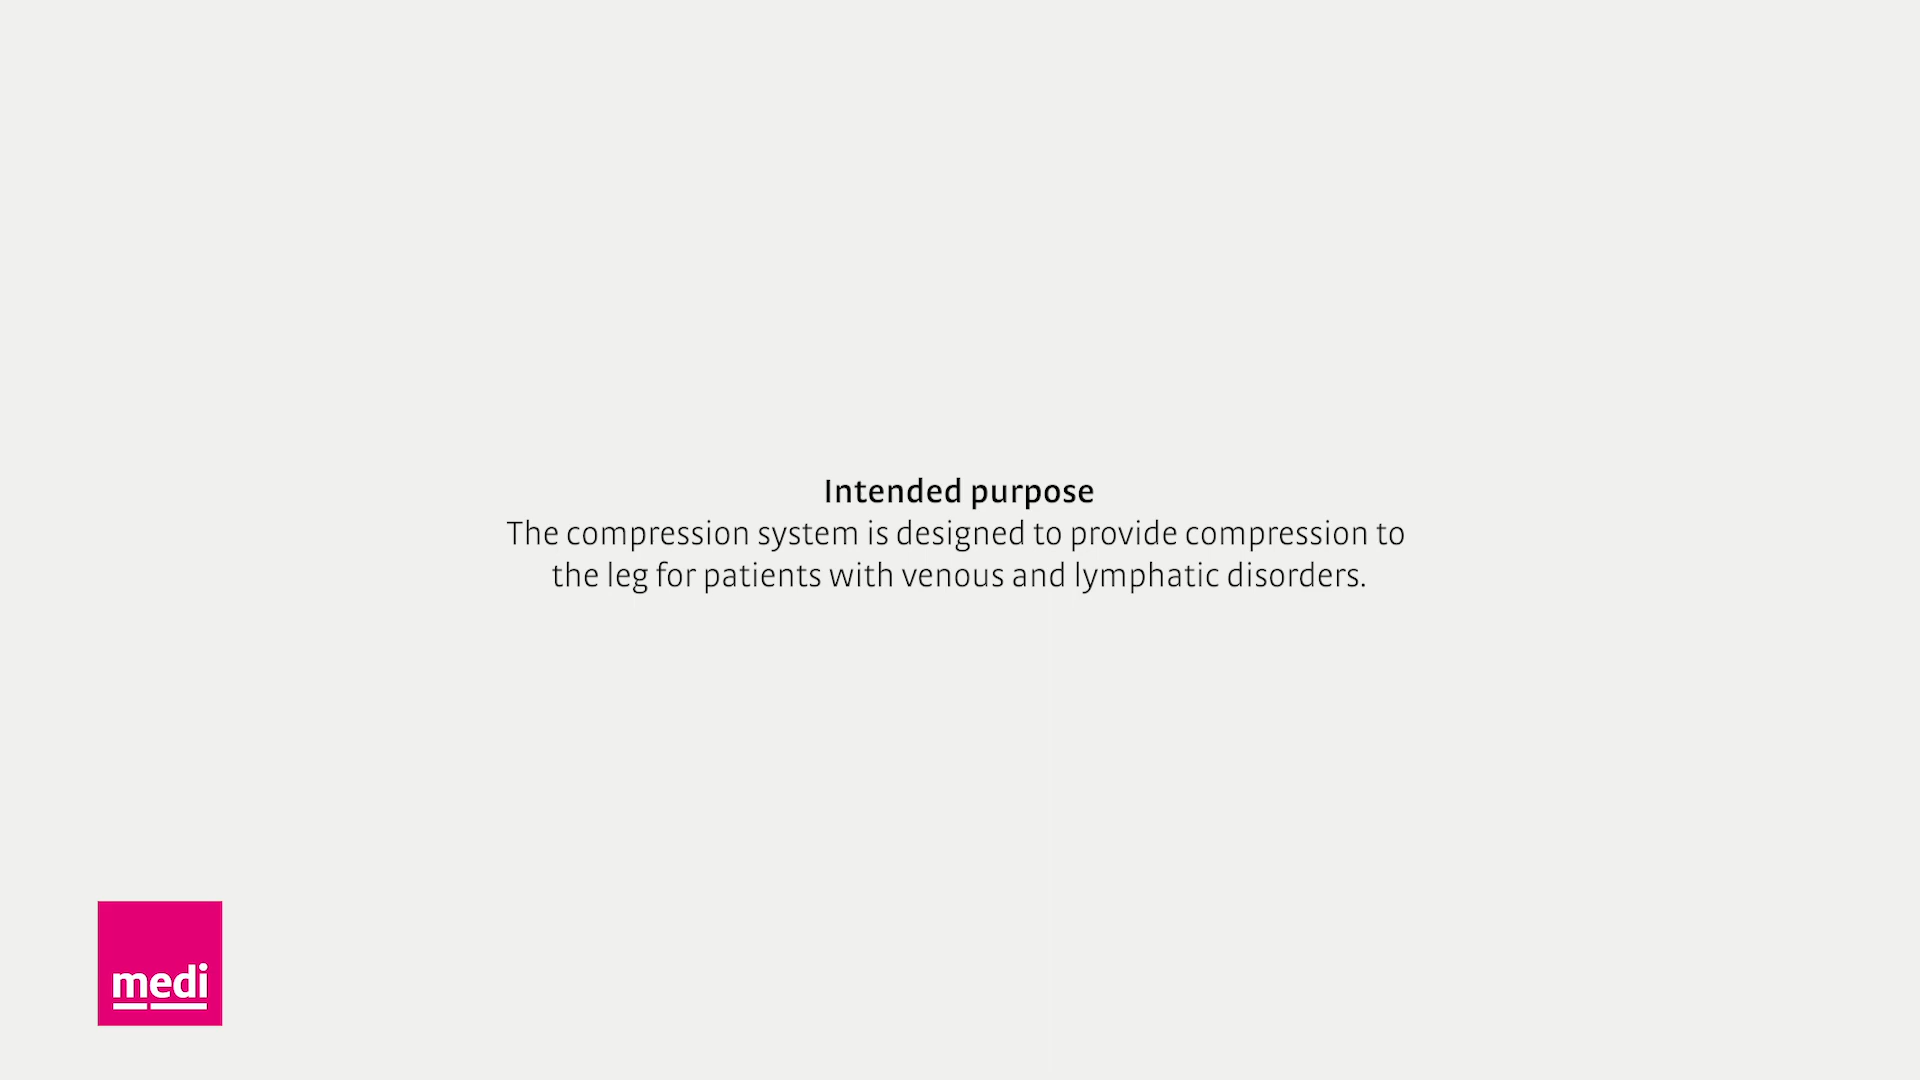 Intended purpose
The compression system is designed to provide compression to
the leg for patients with venous and lymphatic disorders.
medi